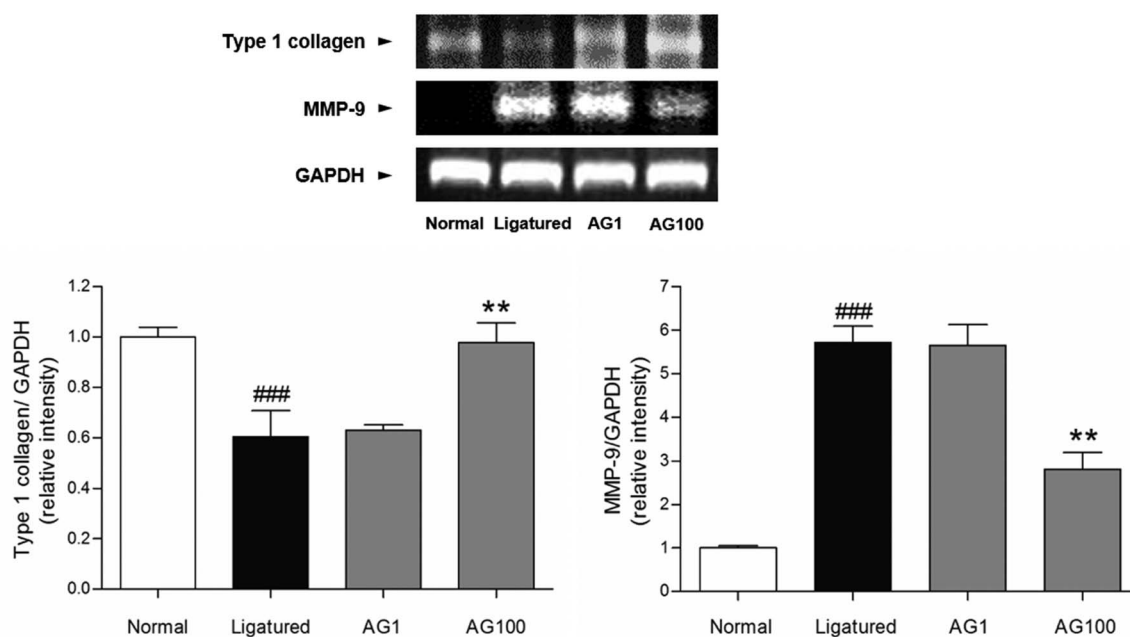 Type 1 collagen ►
MMP-9 ►
GAPDH ►
Normal Ligatured AG1 AG100
Type 1 collagen/ GAPDH
(relative intensity)
1.2
1.0
0.8
0.6
0.4
0.2
0.0
###
**
Normal Ligatured AG1 AG100
MMP-9/GAPDH
(relative intensity)
7
6
5
4
3
2
1
0
###
**
Normal Ligatured AG1 AG100